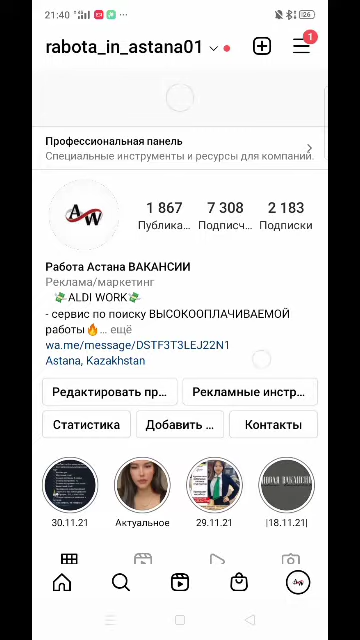 21:40
26
rabota_in_astana01
1
Профессиональная панель
Специальные инструменты и ресурсы для компаний.
AW
1 867 7 308 2 183
Публика... Подписч... Подписки
Работа Астана ВАКАНСИИ
Реклама/маркетинг
💸ALDI WORK💸
- сервис по поиску ВЫСОКООПЛАЧИВАЕМОЙ
работы🔥... ещё
wa.me/message/DSTF3T3LEJ22N1
Astana, Kazakhstan
Редактировать пр... Рекламные инстр...
Статистика Добавить ... Контакты
30.11.21 Актуальное 29.11.21 |18.11.21|